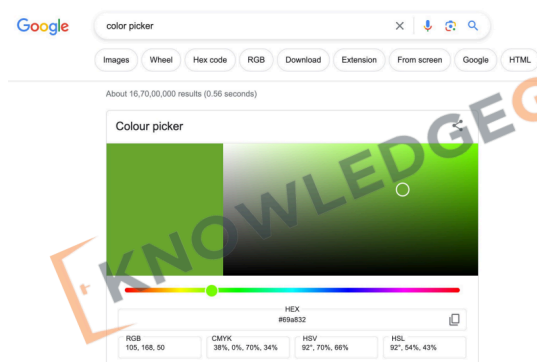 Google
color picker
Images Wheel Hex code RGB Download Extension From screen Google HTML
About 16,70,00,000 results (0.56 seconds)
Colour picker
KNOWLEDGEG
HEX
#69a832
RGB CMYK HSV HSL
105, 168, 50 38%, 0%, 70%, 34% 92°, 70%, 66% 92°, 54%, 43%